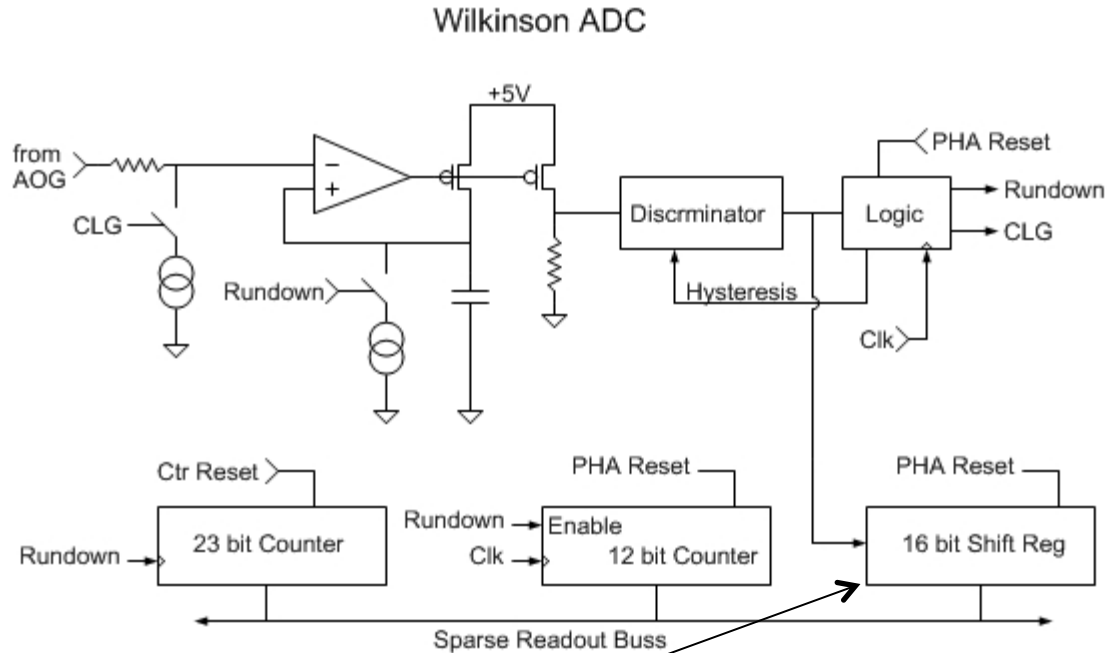 Wilkinson ADC
+5V
from
AOG
−
+
PHA Reset
Rundown
CLG
Discrminator
Logic
CLG
Rundown
Hysteresis
Clk
Ctr Reset
PHA Reset
PHA Reset
Rundown
23 bit Counter
Rundown
Enable
Clk
12 bit Counter
16 bit Shift Reg
Sparse Readout Buss